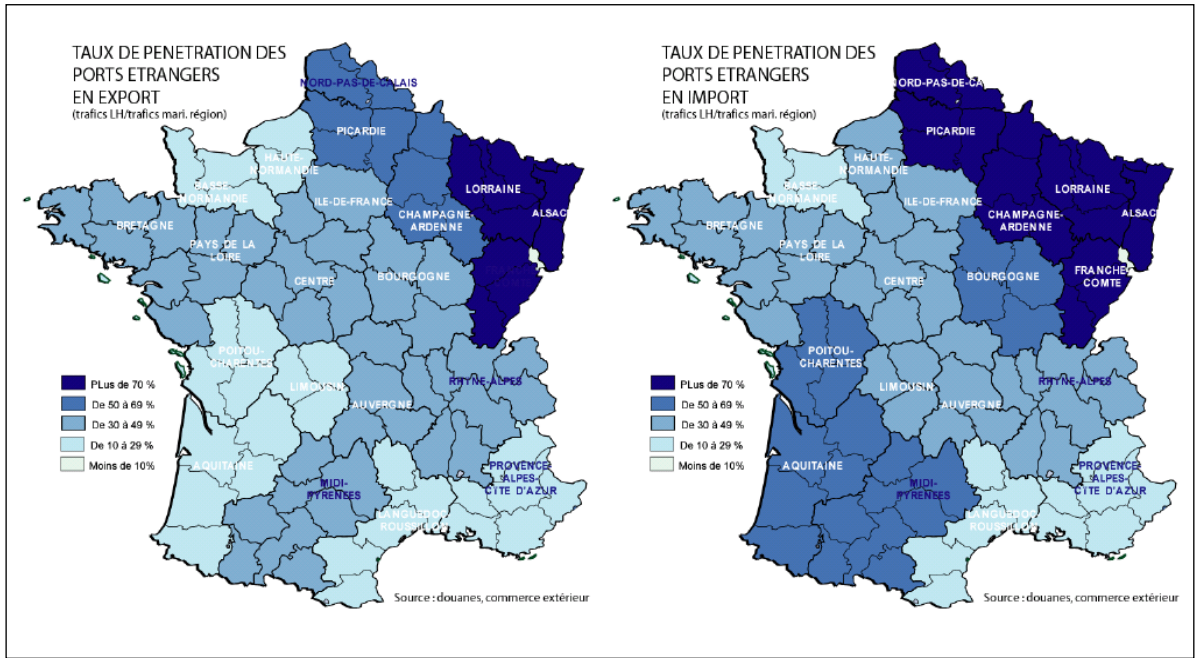 TAUX DE PENETRATION DES
PORTS ETRANGERS
EN EXPORT
(trafics LH/trafics mari. région)
NORD-PAS-DE-CALAIS
PICARDIE
HAUTE-
NORMANDIE
BASSE
NORMANDIE
LORRAINE
ILE-DE-FRANCE
ALSAC
CHAMPAGNE-
ARDENNE
BRETAGNE
PAYS DE LA
LOIRE
CENTRE
BOURGOGNE
POITOU-
CHARENTES
LIMOUSIN
RHYNE-ALPES
AUVERGNE
AQUITAINE
MIDI-
PYRENEES
PROVENCE-
ALPES-
CÏTE D'AZUR
LANGUEDOC
ROUSSILLON
PLus de 70 %
De 50 à 69 %
De 30 à 49 %
De 10 à 29 %
Moins de 10%
Source : douanes, commerce extérieur
TAUX DE PENETRATION DES
PORTS ETRANGERS
EN IMPORT
(trafics LH/trafics mari. région)
NORD-PAS-DE-CA
PICARDIE
HAUTE-
NORMANDIE
BASSE
NORMANDIE
LORRAINE
ILE-DE-FRANCE
ALSAC
CHAMPAGNE-
ARDENNE
BRETAGNE
PAYS DE LA
LOIRE
CENTRE
BOURGOGNE
FRANCHE-
COMTE
POITOU-
CHARENTES
LIMOUSIN
RHYNE-ALPES
AUVERGNE
AQUITAINE
MIDI-
PYRENEES
PROVENCE-
ALPES-
CÏTE D'AZUR
LANGUEDOC
ROUSSILLON
PLus de 70 %
De 50 à 69 %
De 30 à 49 %
De 10 à 29 %
Moins de 10%
Source : douanes, commerce extérieur